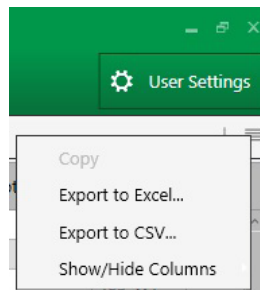 User Settings
Copy
Export to Excel...
Export to CSV...
Show/Hide Columns